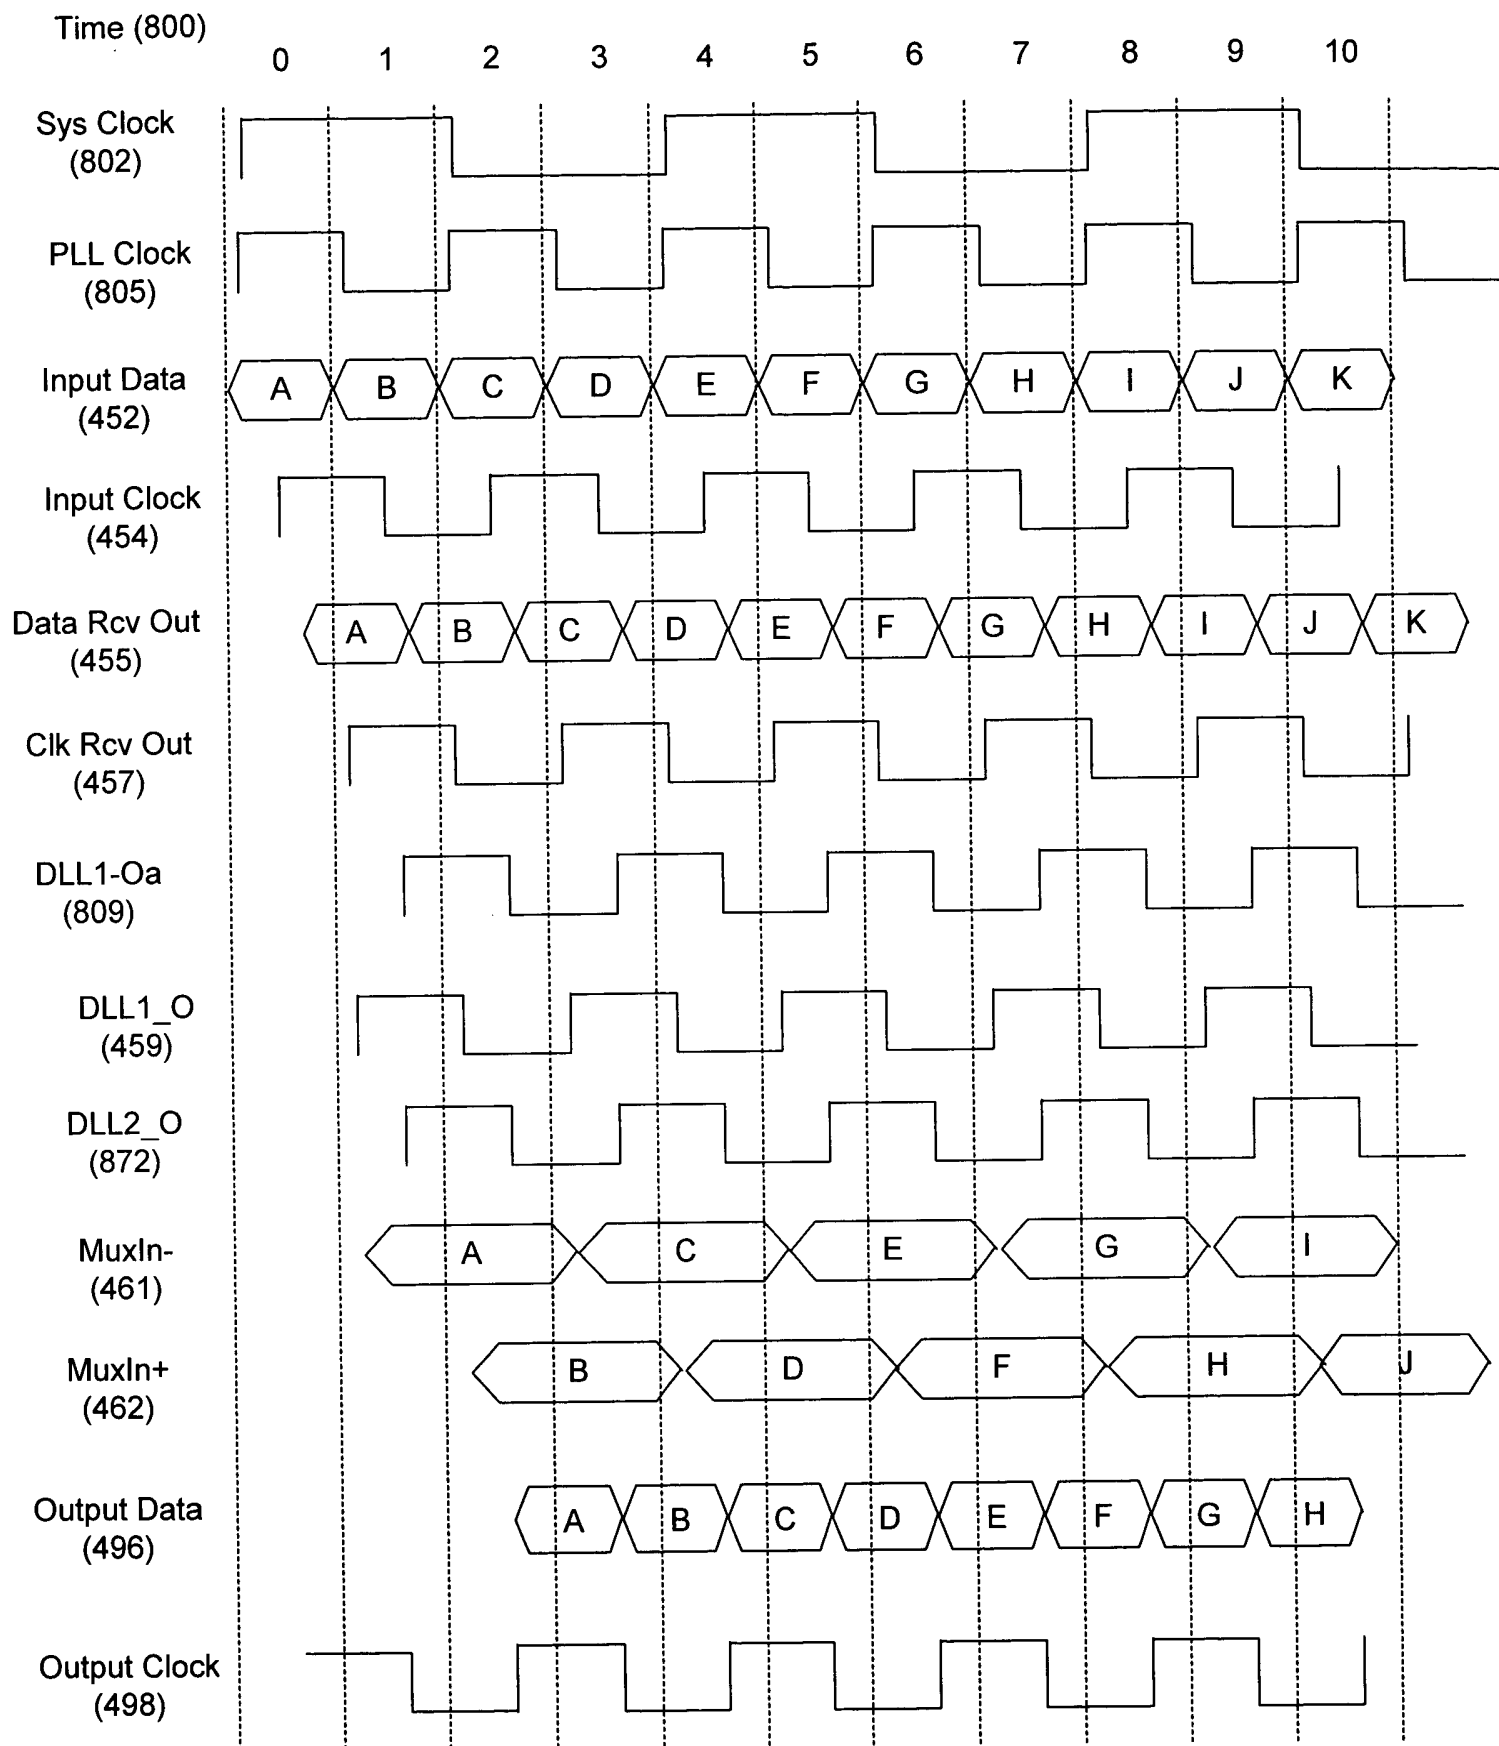 Time (800)
0 1 2 3 4 5 6 7 8 9 10
Sys Clock
(802)
PLL Clock
(805)
Input Data
(452)
A B C D E F G H I J K
Input Clock
(454)
Data Rcv Out
(455)
A B C D E F G H I J K
Clk Rcv Out
(457)
DLL1-Oa
(809)
DLL1_O
(459)
DLL2_O
(872)
MuxIn-
(461)
A C E G I
MuxIn+
(462)
B D F H J
Output Data
(496)
A B C D E F G H
Output Clock
(498)